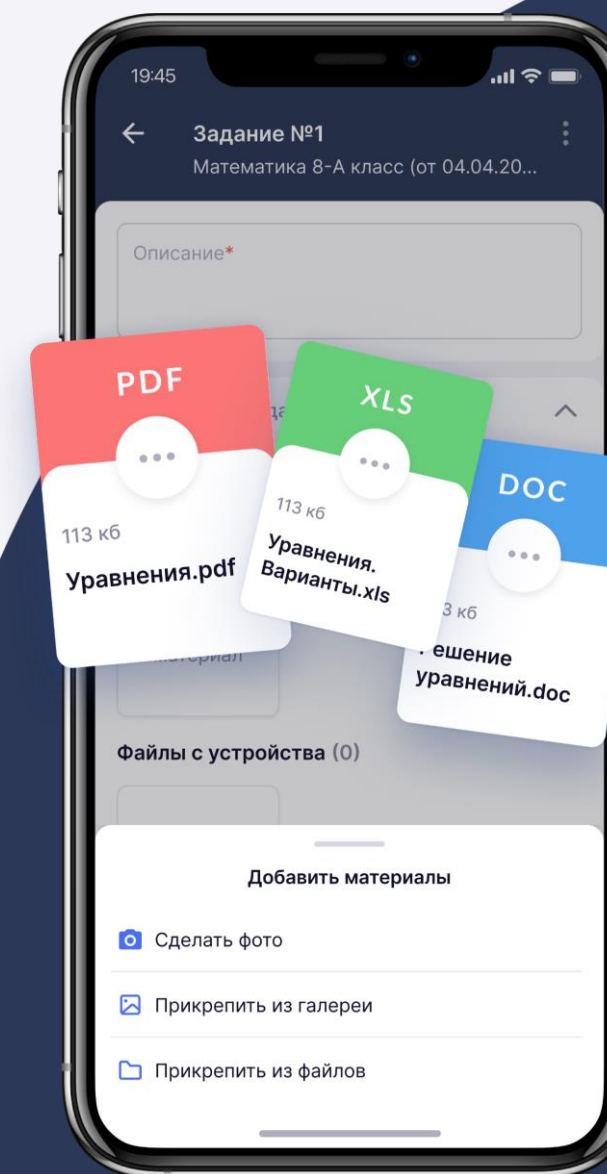 19:45
Задание №1
Математика 8-А класс (от 04.04.20...
Описание*
PDF
113 кб
Уравнения.pdf
XLS
113 кб
Уравнения.
Варианты.xls
DOC
кб
уравнений.doc
Файлы с устройства (0)
Добавить материалы
Сделать фото
Прикрепить из галереи
Прикрепить из файлов